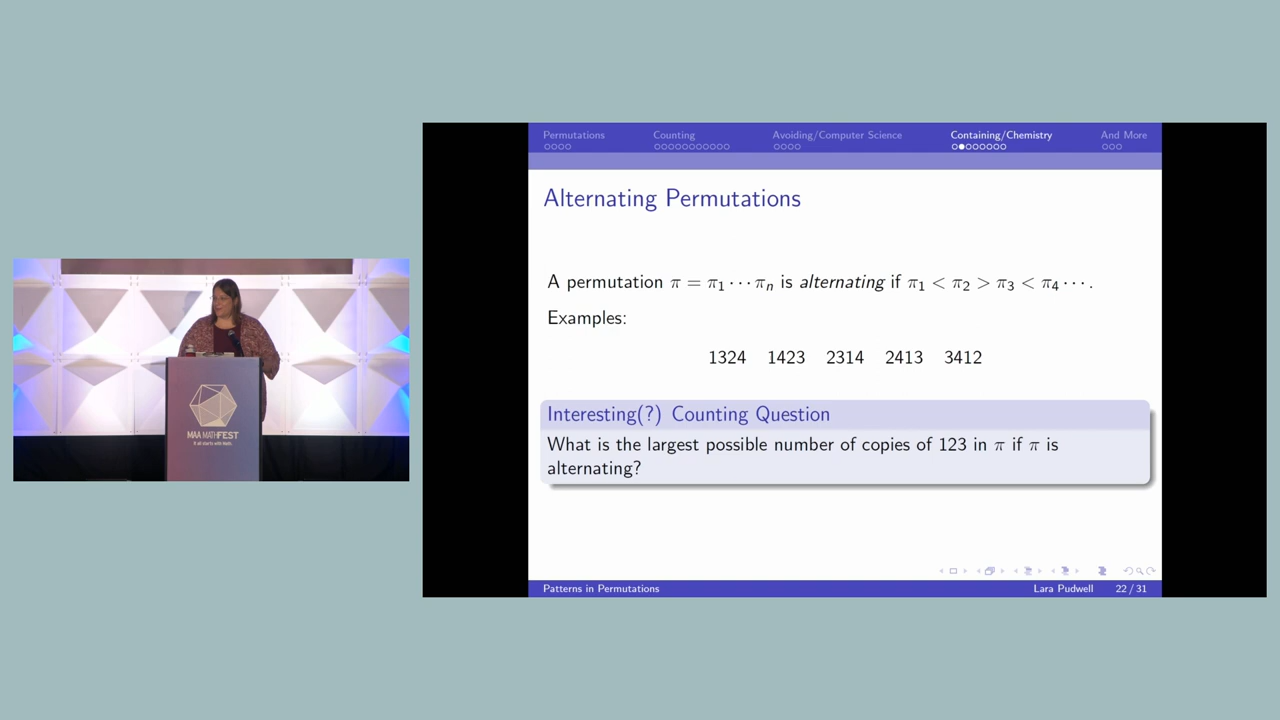 Permutations Counting Avoiding/Computer Science Containing/Chemistry And More
Alternating Permutations
A permutation π = π₁ ⋯ πₙ is alternating if π₁ < π₂ > π₃ < π₄ ⋯ .
Examples:
1324 1423 2314 2413 3412
Interesting(?) Counting Question
What is the largest possible number of copies of 123 in π if π is
alternating?
Patterns in Permutations Lara Pudwell 22 / 31
MAA MATHFEST